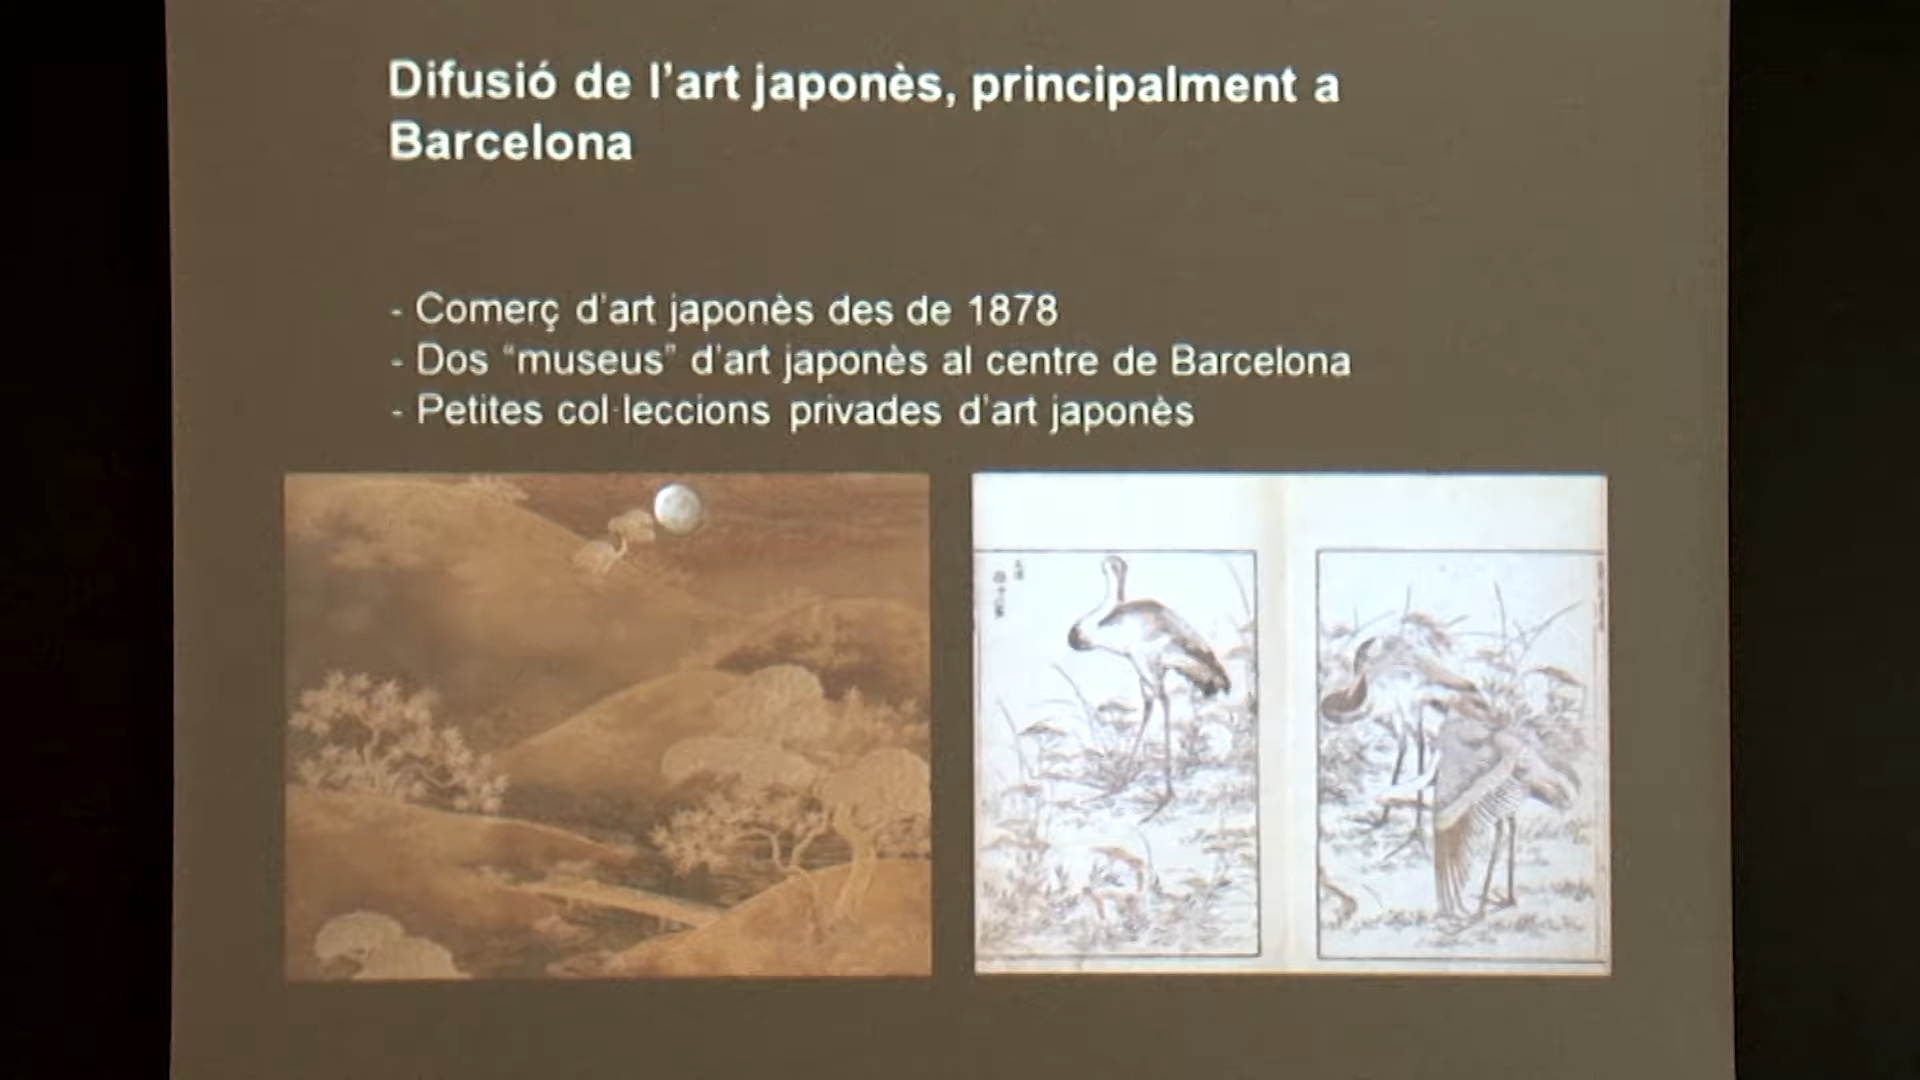 Difusió de l'art japonès, principalment a
Barcelona
- Comerç d'art japonès des de 1878
- Dos "museus" d'art japonès al centre de Barcelona
- Petites col·leccions privades d'art japonès